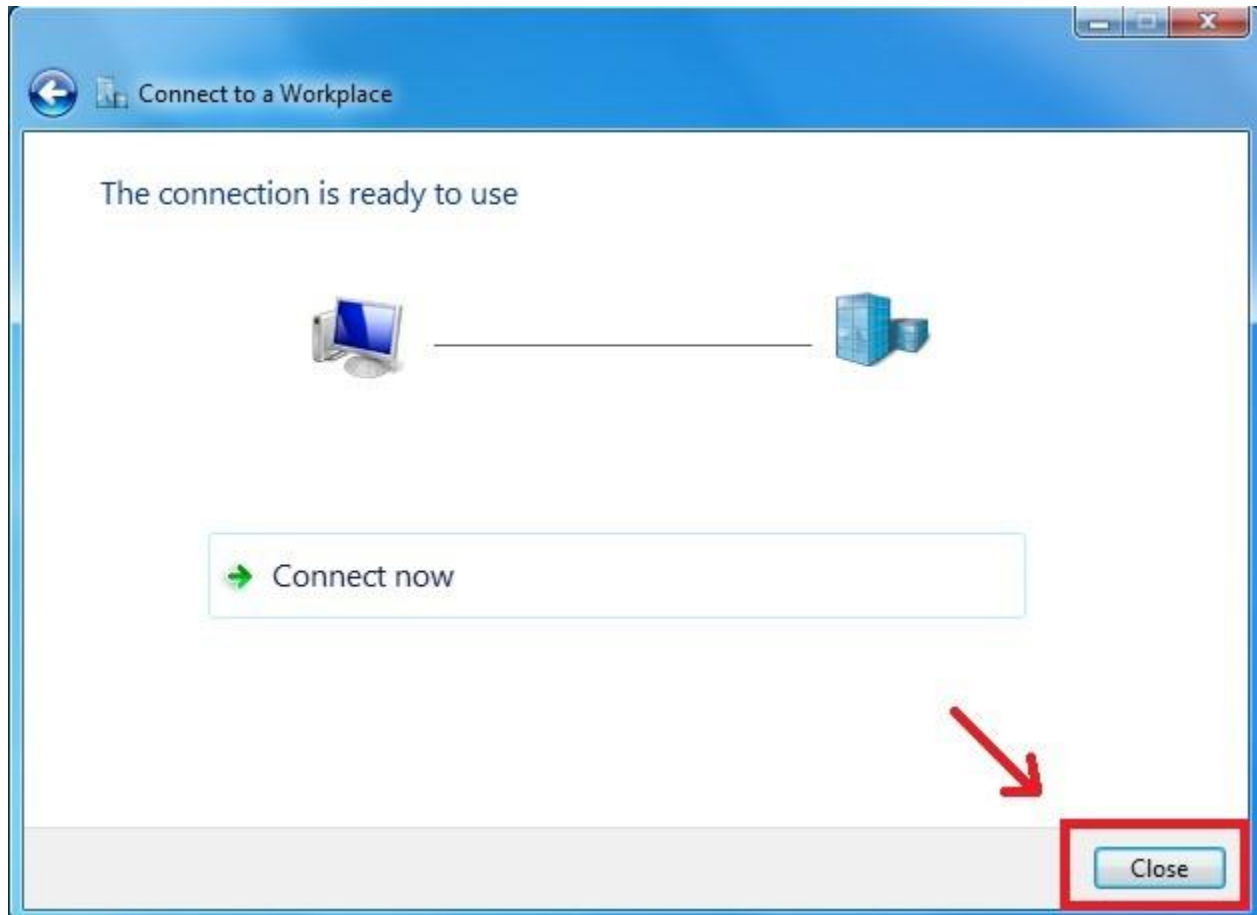 Connect to a Workplace
The connection is ready to use
Connect now
Close